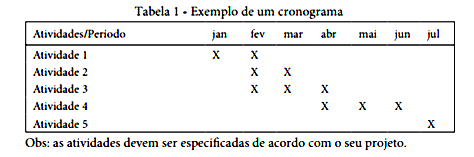 Tabela 1 - Exemplo de um cronograma
Atividades/Periodo jan fev mar abr mai jun jul
Atividade 1 X X
Atividade 2 X X
Atividade 3 X X X
Atividade 4 X X X
Atividade 5 X
Obs: as atividades devem ser especificadas de acordo com o seu projeto.